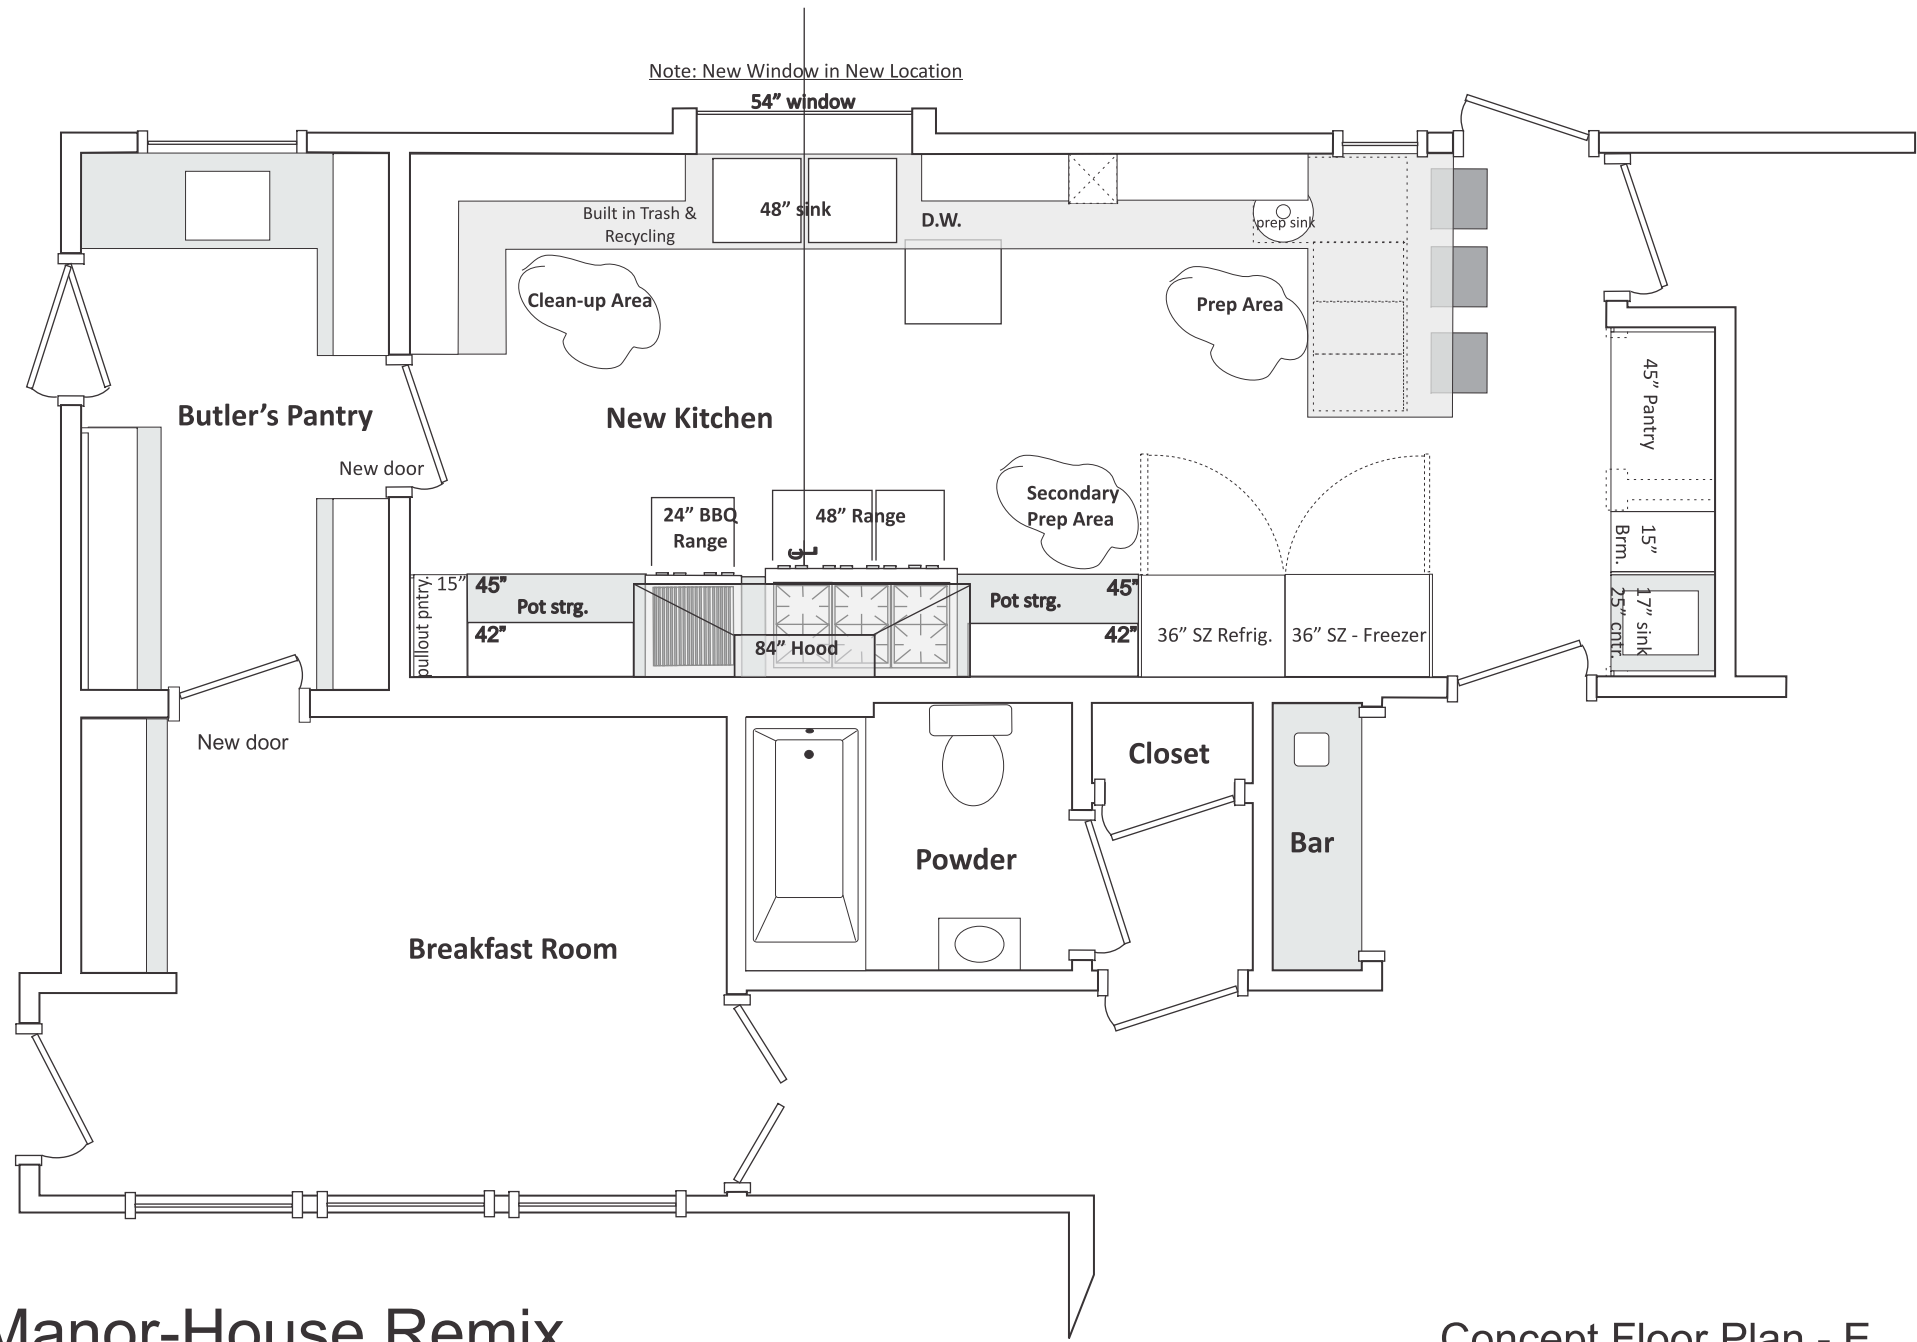 Note: New Window in New Location
54” window
Built in Trash &
Recycling
48” sink
D.W.
prep sink
Clean-up Area
Prep Area
45” Pantry
Butler’s Pantry
New Kitchen
New door
Secondary
Prep Area
24” BBQ
Range
48” Range
15”
Brm.
pullout pntry.
15”
45”
Pot strg.
42”
84” Hood
45”
Pot strg.
42”
36” SZ Refrig.
36” SZ - Freezer
17” sink
25” cntr.
New door
Closet
Bar
Powder
Breakfast Room
Manor-House Remix
Concept Floor Plan -